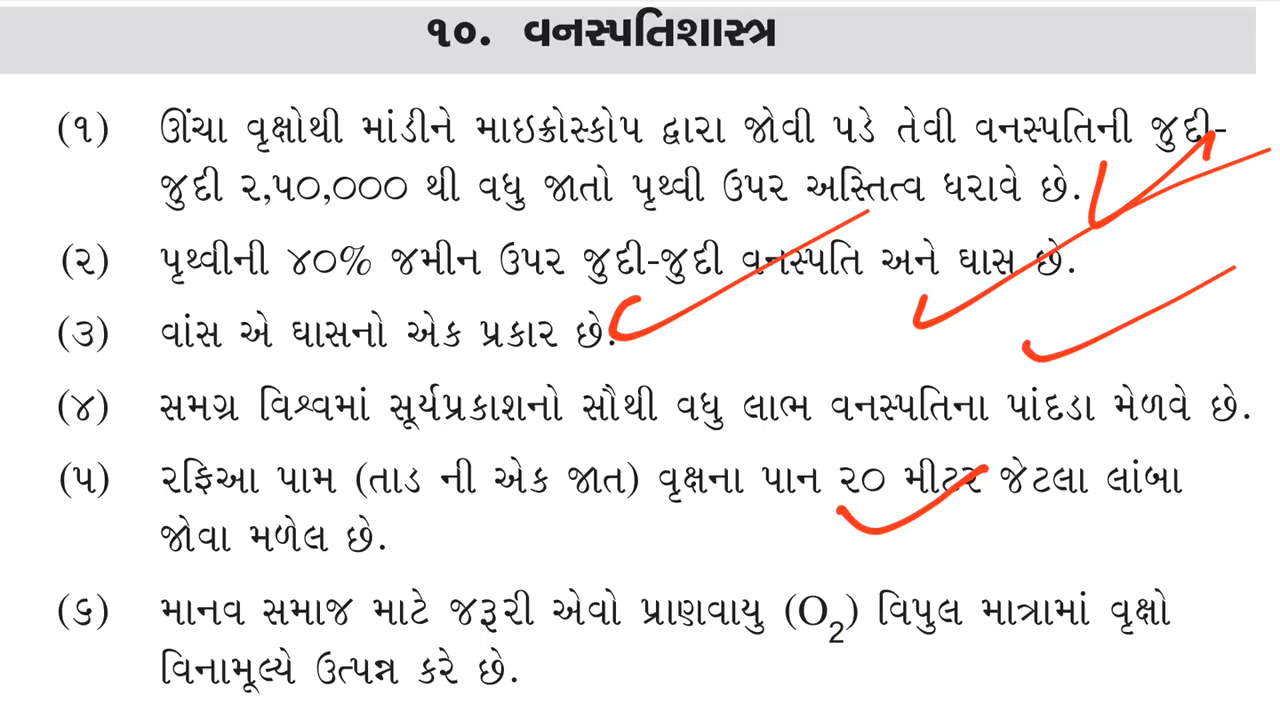 ૧૦. વનસ્પતિશાસ્ત્ર
(૧) ઊંચા વૃક્ષોથી માંડીને માઇક્રોસ્કોપ દ્વારા જોવી પડે તેવી વનસ્પતિની જુદી-
જુદી ૨,૫૦,૦૦૦ થી વધુ જાતો પૃથ્વી ઉપર અસ્તિત્વ ધરાવે છે.
(૨) પૃથ્વીની ૪૦% જમીન ઉપર જુદી-જુદી વનસ્પતિ અને ઘાસ છે.
(૩) વાંસ એ ઘાસનો એક પ્રકાર છે.
(૪) સમગ્ર વિશ્વમાં સૂર્યપ્રકાશનો સૌથી વધુ લાભ વનસ્પતિના પાંદડા મેળવે છે.
(૫) રફિઆ પામ (તાડ ની એક જાત) વૃક્ષના પાન ૨૦ મીટર જેટલા લાંબા
જોવા મળેલ છે.
(૬) માનવ સમાજ માટે જરૂરી એવો પ્રાણવાયુ (O₂) વિપુલ માત્રામાં વૃક્ષો
વિનામૂલ્યે ઉત્પન્ન કરે છે.